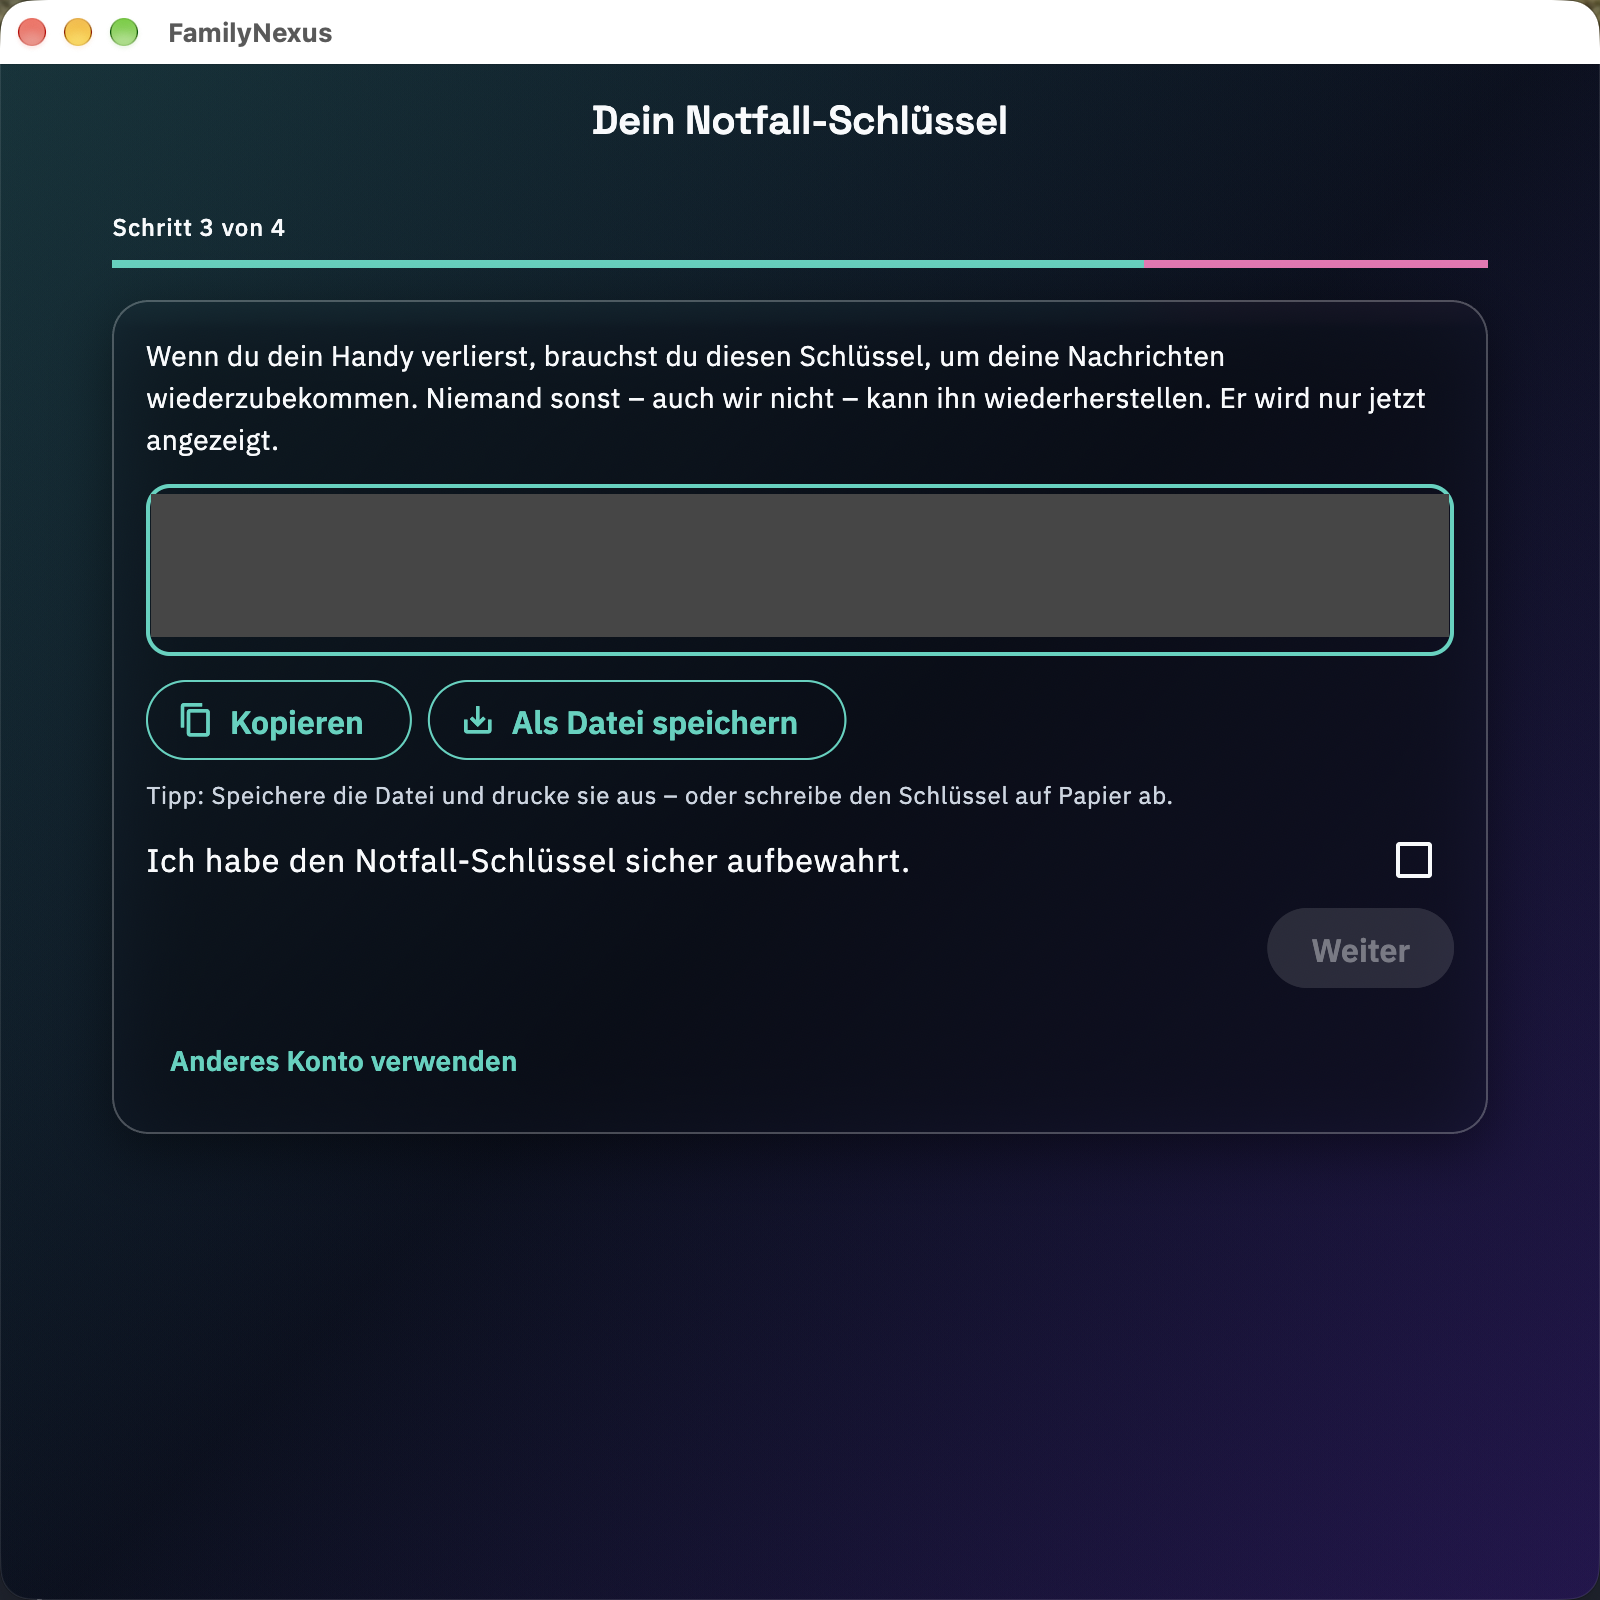 FamilyNexus
Dein Notfall-Schlüssel
Schritt 3 von 4
Wenn du dein Handy verlierst, brauchst du diesen Schlüssel, um deine Nachrichten
wiederzubekommen. Niemand sonst – auch wir nicht – kann ihn wiederherstellen. Er wird nur jetzt
angezeigt.
Kopieren
Als Datei speichern
Tipp: Speichere die Datei und drucke sie aus – oder schreibe den Schlüssel auf Papier ab.
Ich habe den Notfall-Schlüssel sicher aufbewahrt.
Weiter
Anderes Konto verwenden